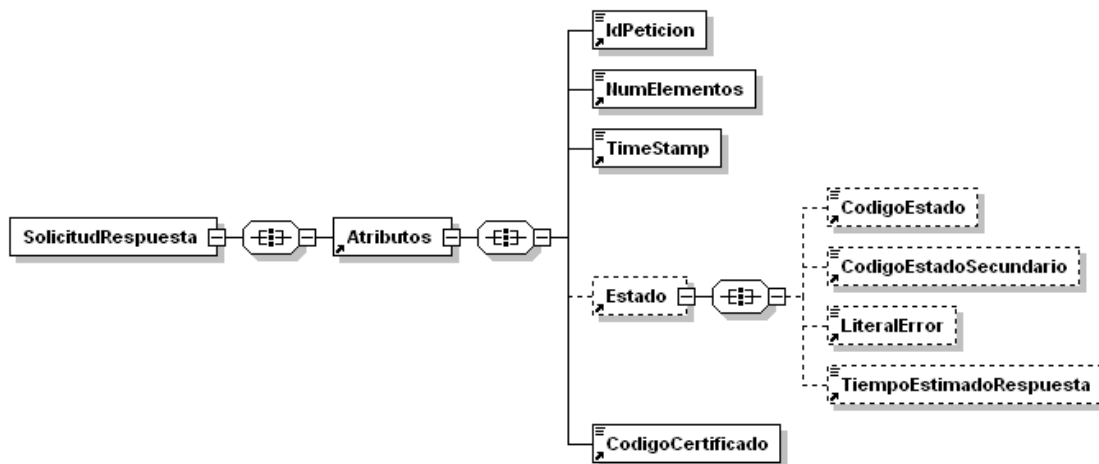 SolicitudRespuesta
Atributos
IdPeticion
NumElementos
TimeStamp
Estado
CodigoEstado
CodigoEstadoSecundario
LiteralError
TiempoEstimadoRespuesta
CodigoCertificado